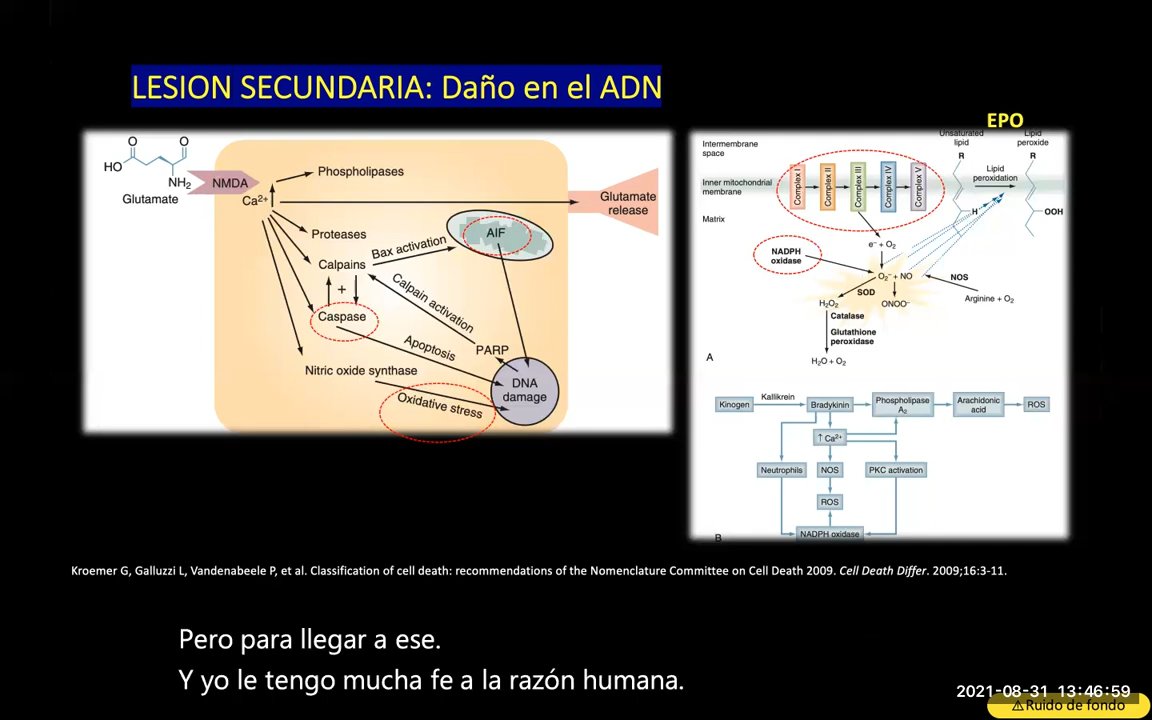 LESION SECUNDARIA: Daño en el ADN
EPO
O
O
HO
NH₂
Glutamate
NMDA
Ca²⁺
Phospholipases
Glutamate
release
Proteases
Bax activation
AIF
Calpains
+
Calpain activation
Caspase
Apoptosis
PARP
Nitric oxide synthase
Oxidative stress
DNA
damage
Intermembrane
space
Inner mitochondrial
membrane
Matrix
Complex I
Complex II
Complex III
Complex IV
Complex V
Unsaturated
lipid
R
Lipid
peroxidation
Lipid
peroxide
R
H
OOH
e⁻ + O₂
NADPH
oxidase
O₂⁻ + NO
NOS
SOD
Arginine + O₂
H₂O₂
ONOO⁻
Catalase
Glutathione
peroxidase
H₂O + O₂
A
Kinogen
Kallikrein
Bradykinin
Phospholipase
A₂
Arachidonic
acid
ROS
↑ Ca²⁺
Neutrophils
NOS
PKC activation
ROS
NADPH oxidase
B
Kroemer G, Galluzzi L, Vandenabeele P, et al. Classification of cell death: recommendations of the Nomenclature Committee on Cell Death 2009. Cell Death Differ. 2009;16:3-11.
Pero para llegar a ese.
Y yo le tengo mucha fe a la razón humana.
2021-08-31 13:46:59
⚠Ruido de fondo